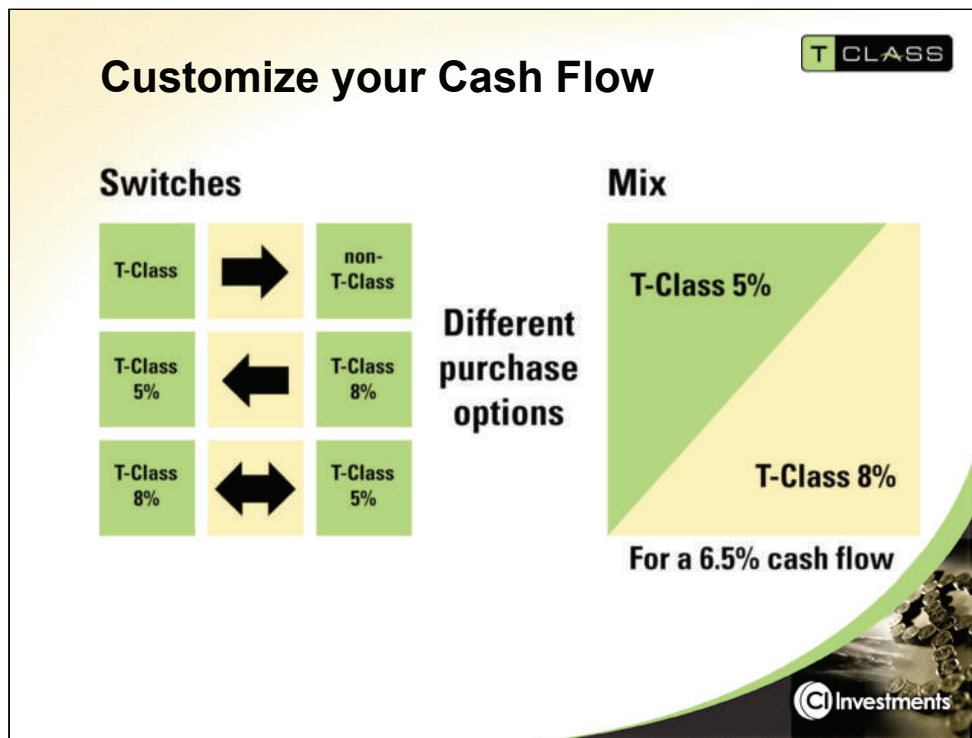 Customize your Cash Flow
T CLASS
Switches
T-Class
non-
T-Class
T-Class
5%
T-Class
8%
T-Class
8%
T-Class
5%
Different
purchase
options
Mix
T-Class 5%
T-Class 8%
For a 6.5% cash flow
CI Investments